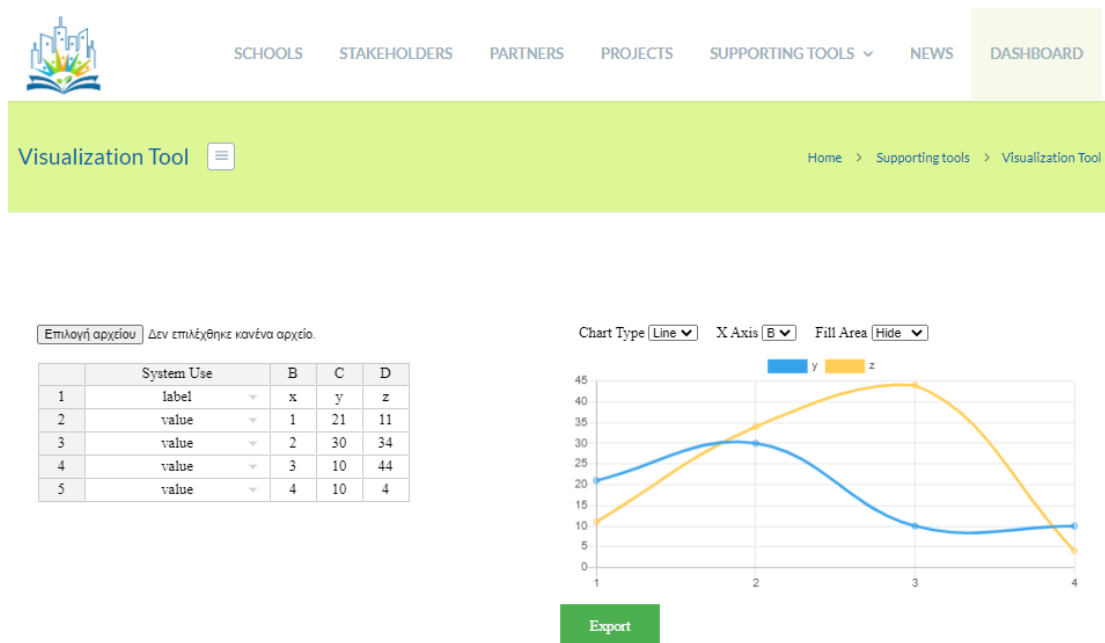 SCHOOLS STAKEHOLDERS PARTNERS PROJECTS SUPPORTING TOOLS NEWS DASHBOARD
Visualization Tool
Home > Supporting tools > Visualization Tool
Επιλογή αρχείου Δεν επιλέχθηκε κανένα αρχείο.
System Use B C D
1 label x y z
2 value 1 21 11
3 value 2 30 34
4 value 3 10 44
5 value 4 10 4
Chart Type Line X Axis B Fill Area Hide
y z
45
40
35
30
25
20
15
10
5
0
1 2 3 4
Export